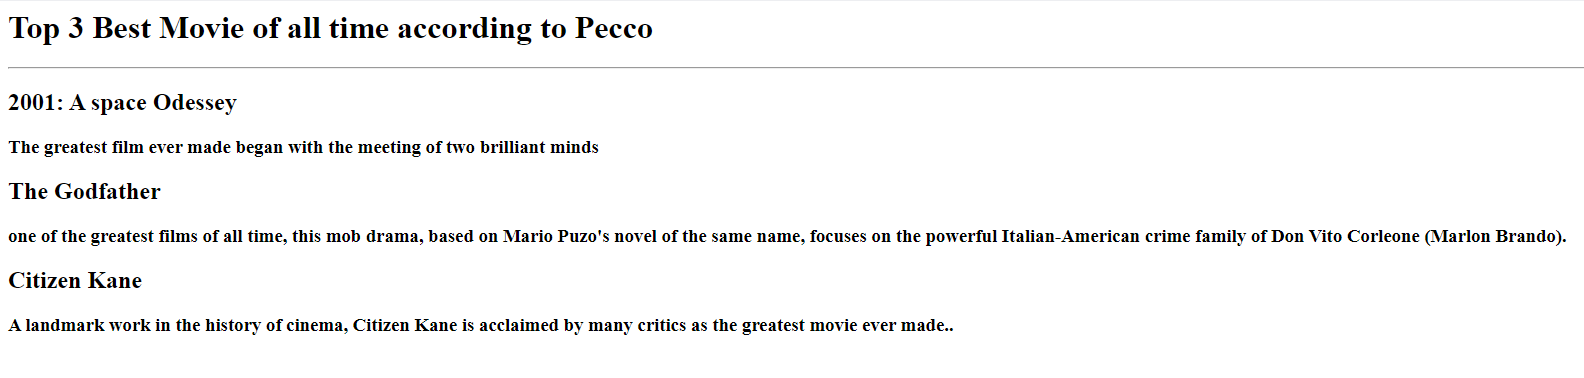 Top 3 Best Movie of all time according to Pecco
2001: A space Odessey
The greatest film ever made began with the meeting of two brilliant minds
The Godfather
one of the greatest films of all time, this mob drama, based on Mario Puzo's novel of the same name, focuses on the powerful Italian-American crime family of Don Vito Corleone (Marlon Brando).
Citizen Kane
A landmark work in the history of cinema, Citizen Kane is acclaimed by many critics as the greatest movie ever made..